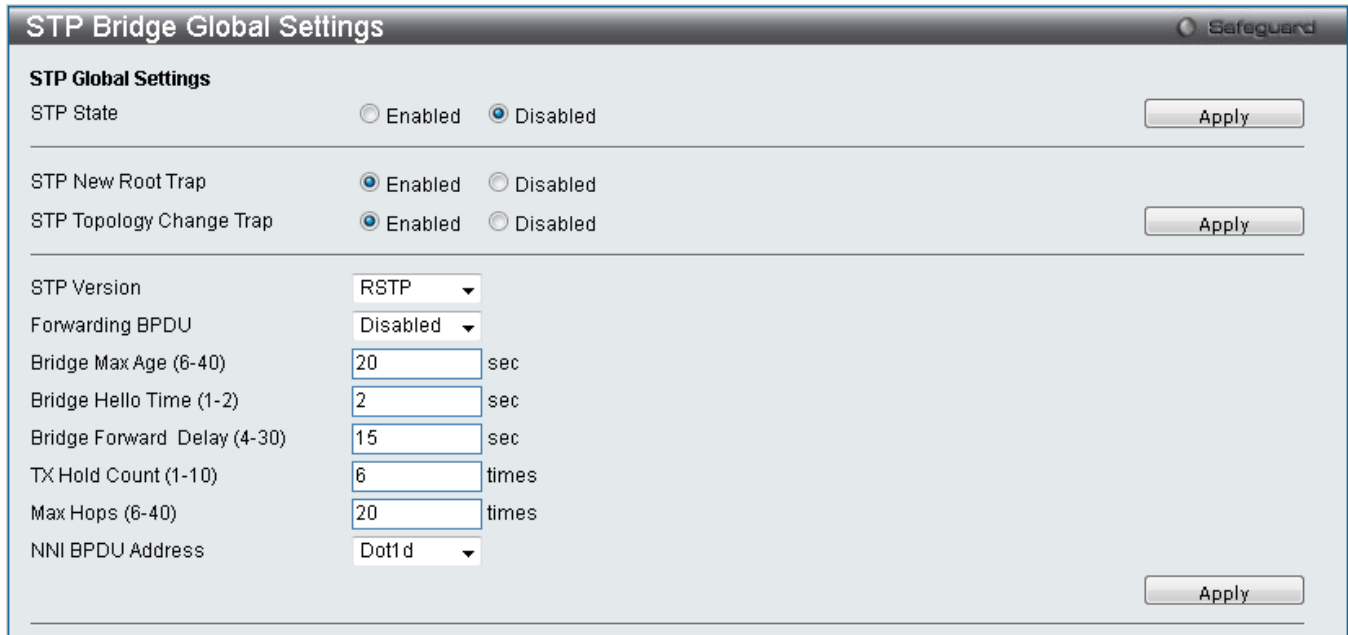 STP Bridge Global Settings Safeguard
STP Global Settings
STP State Enabled Disabled Apply
STP New Root Trap Enabled Disabled
STP Topology Change Trap Enabled Disabled Apply
STP Version RSTP
Forwarding BPDU Disabled
Bridge Max Age (6-40) 20 sec
Bridge Hello Time (1-2) 2 sec
Bridge Forward Delay (4-30) 15 sec
TX Hold Count (1-10) 6 times
Max Hops (6-40) 20 times
NNI BPDU Address Dot1d
Apply